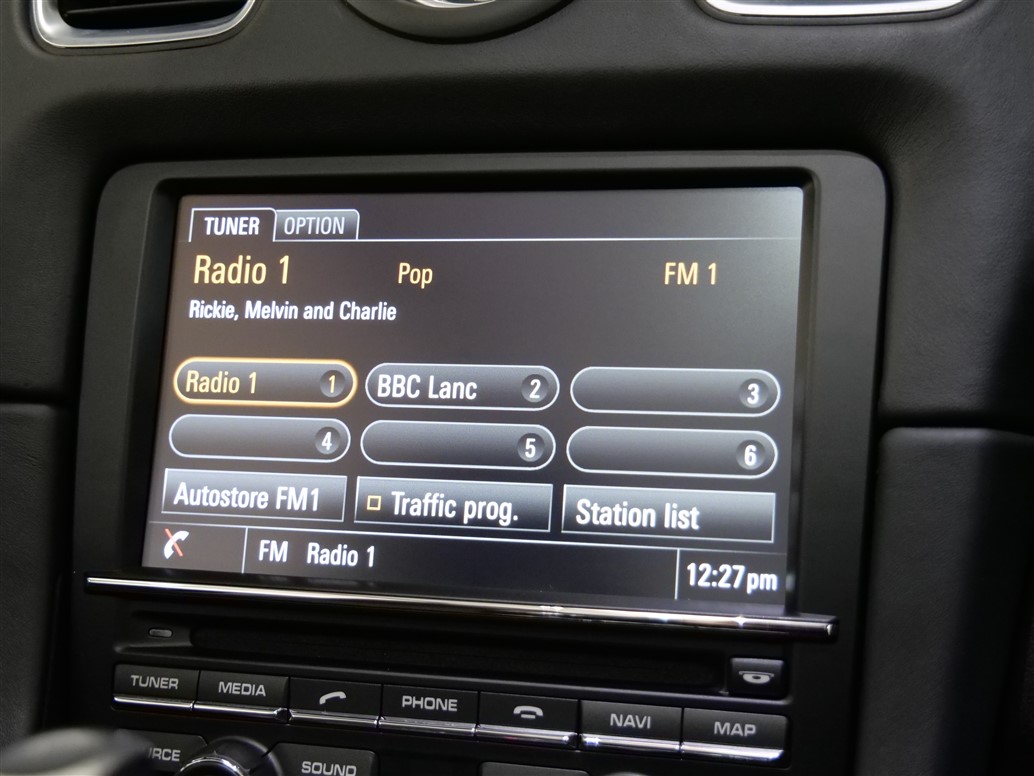 TUNER OPTION
Radio 1 Pop FM 1
Rickie, Melvin and Charlie
Radio 1 1 BBC Lanc 2 3
4 5 6
Autostore FM1 Traffic prog. Station list
FM Radio 1 12:27pm
TUNER MEDIA PHONE NAVI MAP
SOUND